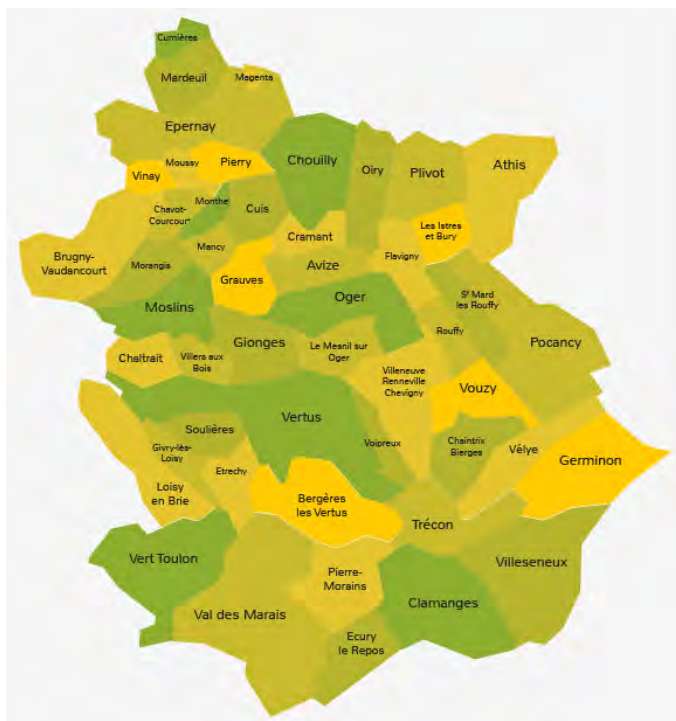 Cumières
Mardeuil
Magenta
Epernay
Chouilly
Moussy
Pierry
Vinay
Oiry
Plivot
Athis
Monthe
Chavot-
Courcourt
Cuis
Cramant
Les Istres
et Bury
Mancy
Brugny-
Vaudancourt
Morangis
Grauves
Avize
Flavigny
Moslins
Oger
St Mard
les Rouffy
Rouffy
Pocancy
Gionges
Le Mesnil sur
Oger
Chaltrait
Villers aux
Bois
Villeneuve
Renneville
Chevigny
Vouzy
Vertus
Soulières
Voipreux
Chaintrix
Bierges
Vélye
Germinon
Givry-lès-
Loisy
Etrechy
Loisy
en Brie
Bergères
les Vertus
Trécon
Vert Toulon
Villeseneux
Pierre-
Morains
Clamanges
Val des Marais
Ecury
le Repos